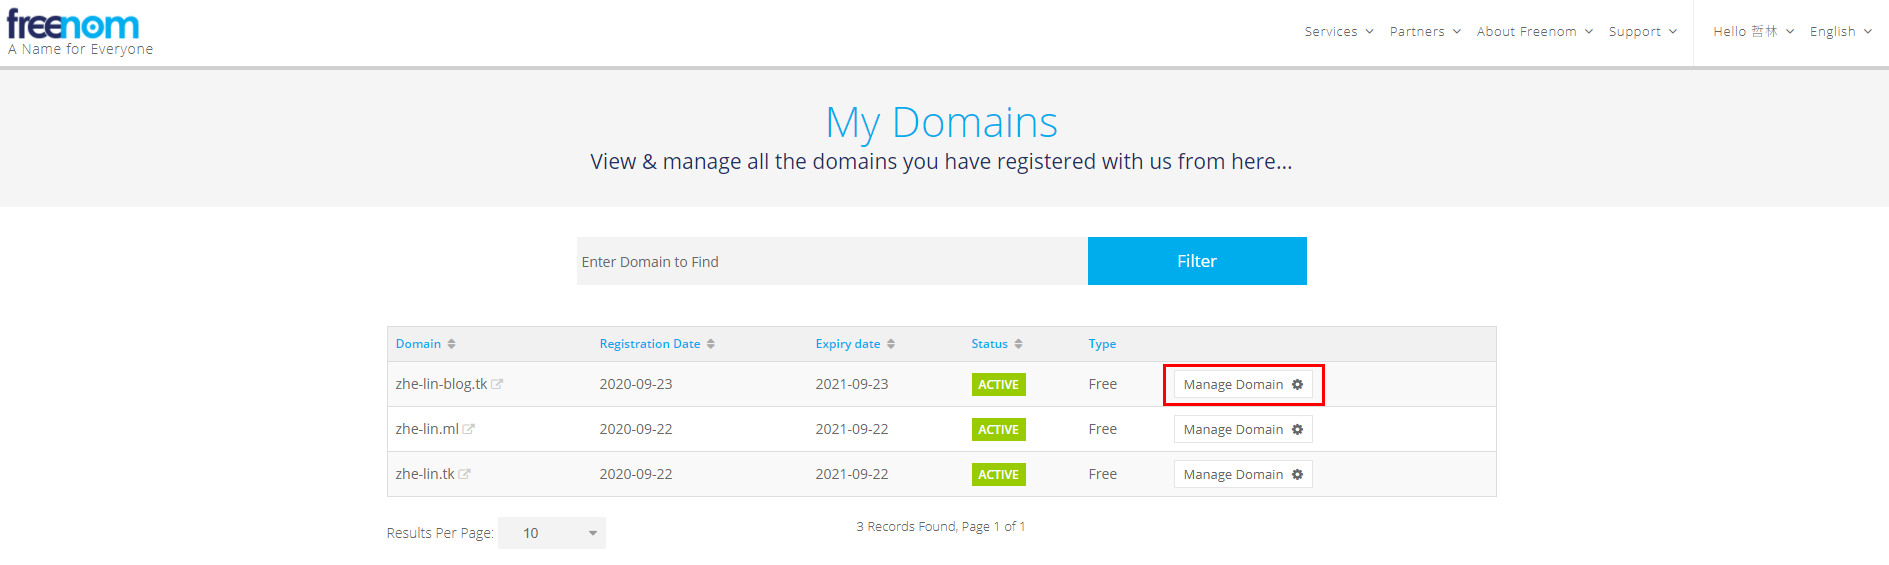 freenom
A Name for Everyone
Services Partners About Freenom Support Hello 哲林 English
My Domains
View & manage all the domains you have registered with us from here...
Enter Domain to Find Filter
Domain Registration Date Expiry date Status Type
zhe-lin-blog.tk 2020-09-23 2021-09-23 ACTIVE Free Manage Domain
zhe-lin.ml 2020-09-22 2021-09-22 ACTIVE Free Manage Domain
zhe-lin.tk 2020-09-22 2021-09-22 ACTIVE Free Manage Domain
Results Per Page: 10 3 Records Found, Page 1 of 1